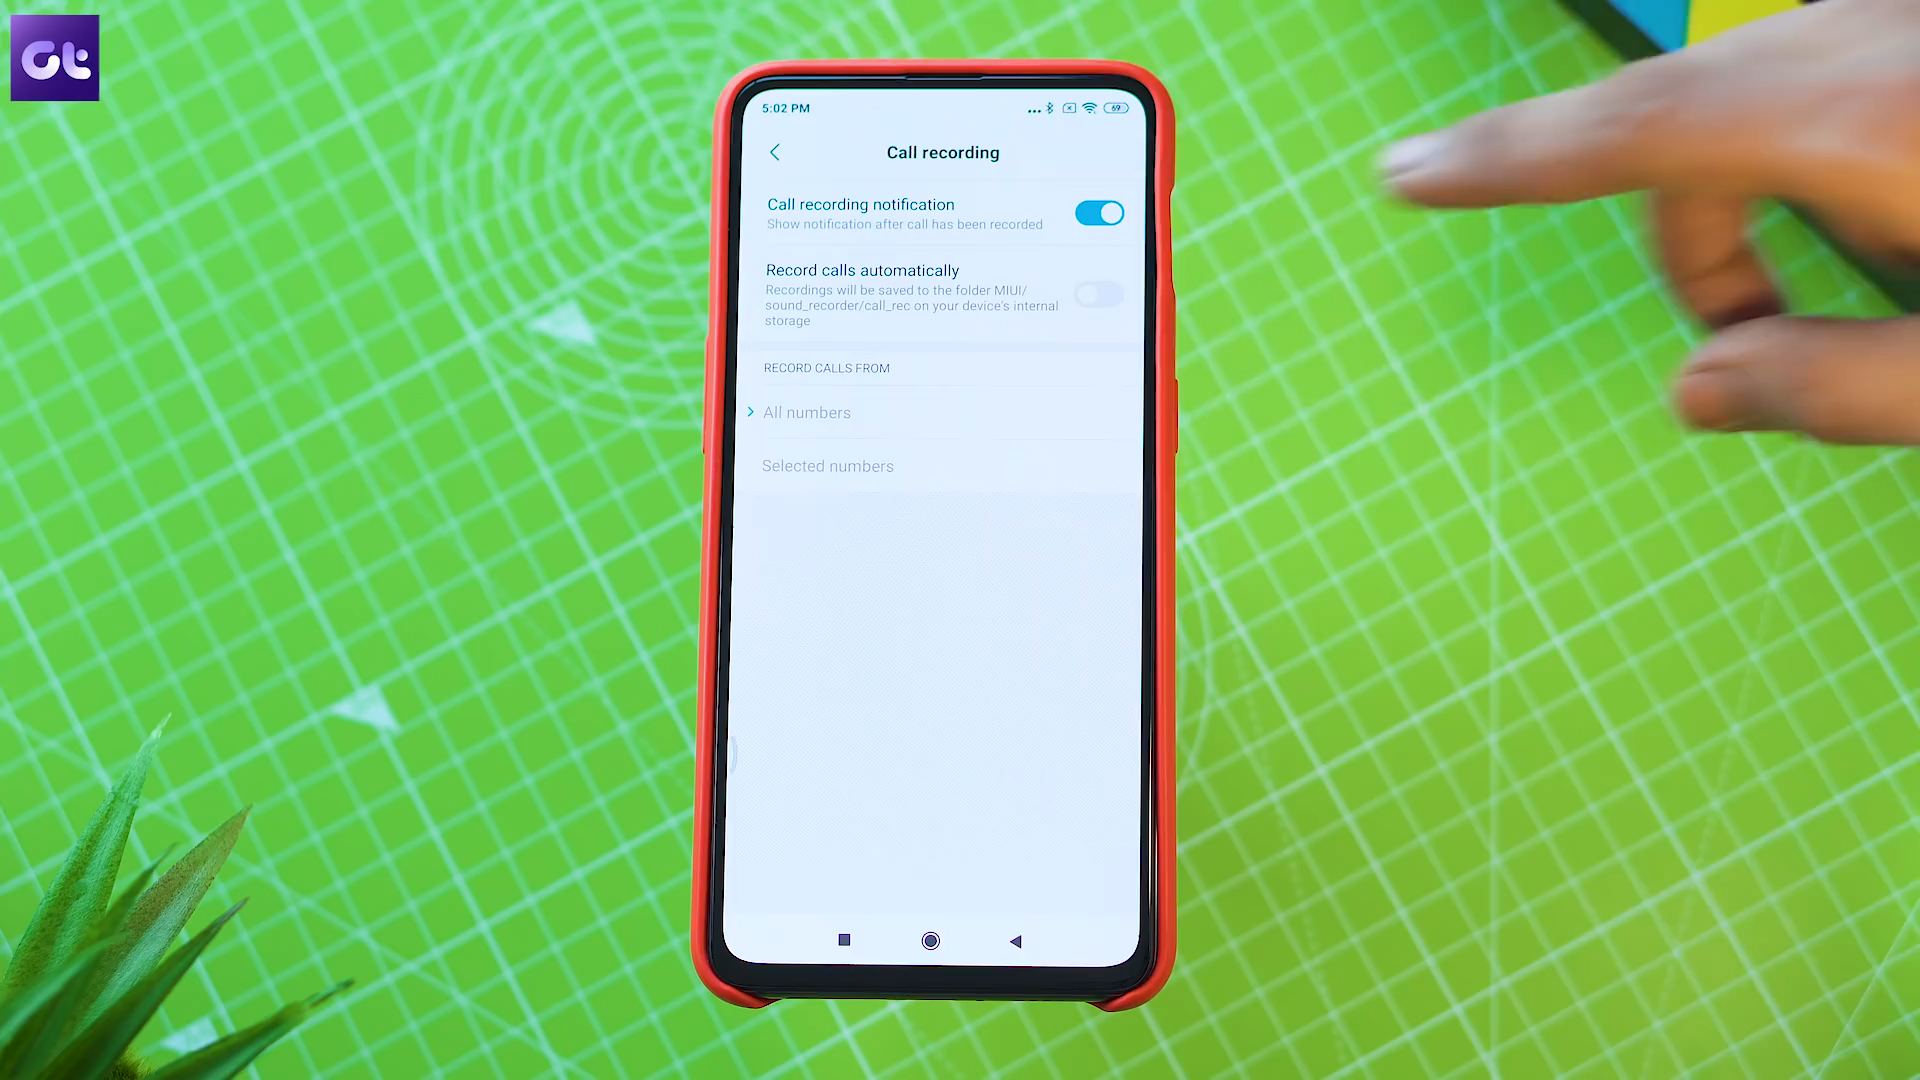 Gt
5:02 PM
69
Call recording
Call recording notification
Show notification after call has been recorded
Record calls automatically
Recordings will be saved to the folder MIUI/
sound_recorder/call_rec on your device's internal
storage
RECORD CALLS FROM
All numbers
Selected numbers